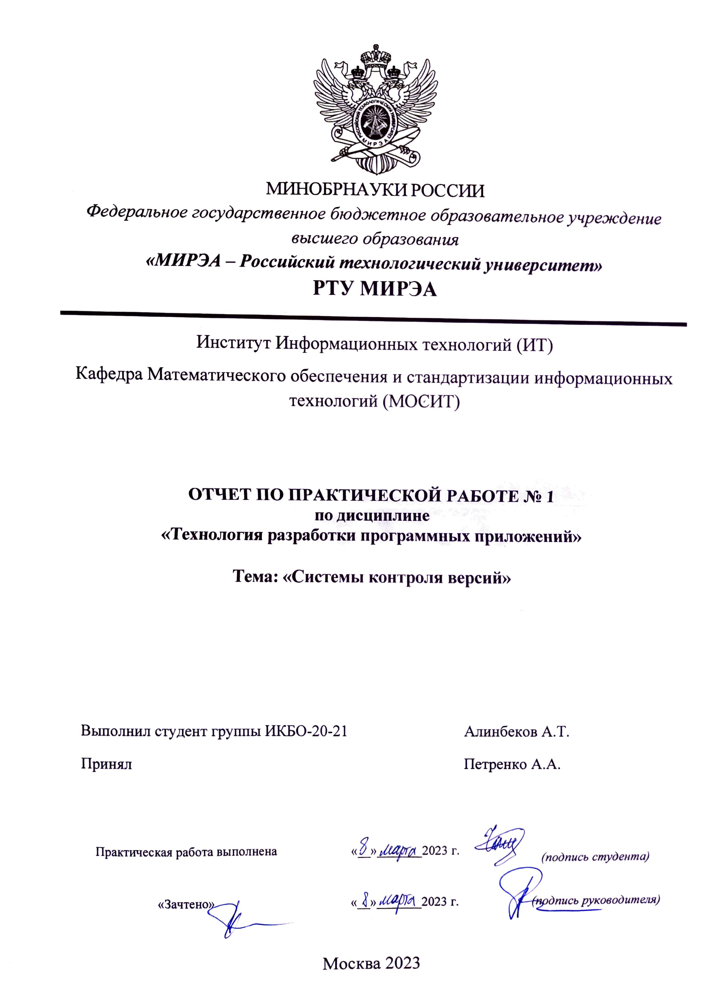 РОССИЙСКИЙ ТЕХНОЛОГИЧЕСКИЙ УНИВЕРСИТЕТ
МИРЭА
МИНОБРНАУКИ РОССИИ
Федеральное государственное бюджетное образовательное учреждение
высшего образования
«МИРЭА – Российский технологический университет»
РТУ МИРЭА
Институт Информационных технологий (ИТ)
Кафедра Математического обеспечения и стандартизации информационных
технологий (МОСИТ)
ОТЧЕТ ПО ПРАКТИЧЕСКОЙ РАБОТЕ № 1
по дисциплине
«Технология разработки программных приложений»
Тема: «Системы контроля версий»
Выполнил студент группы ИКБО-20-21 Алинбеков А.Т.
Принял Петренко А.А.
Практическая работа выполнена «8» марта 2023 г. (подпись студента)
«Зачтено» «8» марта 2023 г. (подпись руководителя)
Москва 2023